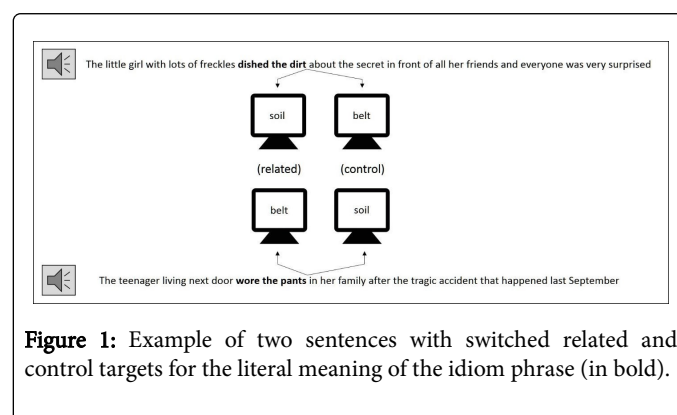 The little girl with lots of freckles dished the dirt about the secret in front of all her friends and everyone was very surprised
soil belt
(related) (control)
belt soil
The teenager living next door wore the pants in her family after the tragic accident that happened last September
Figure 1: Example of two sentences with switched related and
control targets for the literal meaning of the idiom phrase (in bold).